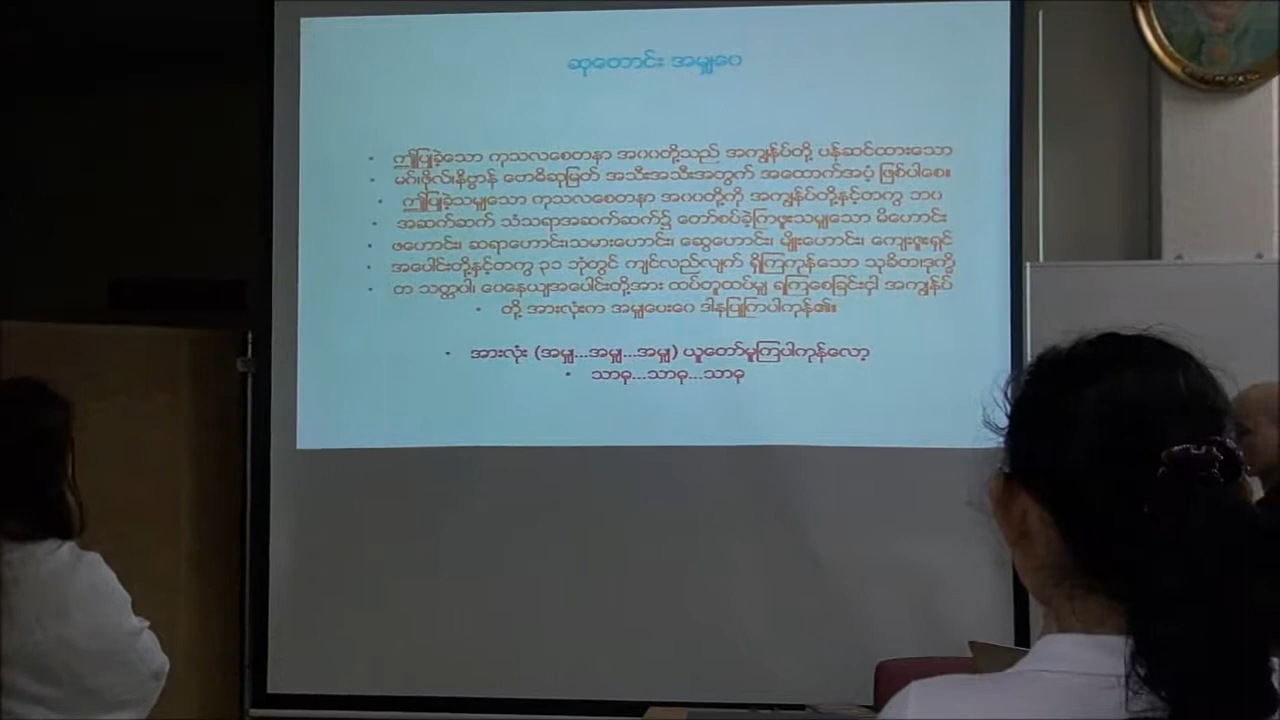 ဆုတောင်း အမျှဝေ
• ဤပြုခဲ့သော ကုသလစေတနာ အဝဝတို့သည် အကျွန်ုပ်တို့ ပန်ဆင်ထားသော
• မဂ်၊ဖိုလ်၊နိဗ္ဗာန် ဗောဓိဆုမြတ် အသီးအသီးအတွက် အထောက်အပံ့ ဖြစ်ပါစေ။
• ဤပြုခဲ့သမျှသော ကုသလစေတနာ အဝဝတို့ကို အကျွန်ုပ်တို့နှင့်တကွ ဘဝ
• အဆက်ဆက် သံသရာအဆက်ဆက်၌ တော်စပ်ခဲ့ကြဖူးသမျှသော မိဟောင်း
• ဖဟောင်း၊ ဆရာဟောင်း၊သမားဟောင်း၊ ဆွေဟောင်း၊ မျိုးဟောင်း၊ ကျေးဇူးရှင်
• အပေါင်းတို့နှင့်တကွ ၃၁ ဘုံတွင် ကျင်လည်လျက် ရှိကြကုန်သော သုခိတ၊ဒုက္ခိ
• တ သတ္တဝါ၊ ဝေနေယျအပေါင်းတို့အား ထပ်တူထပ်မျှ ရကြစေခြင်းငှါ အကျွန်ုပ်
• တို့ အားလုံးက အမျှပေးဝေ ဒါနပြုကြပါကုန်၏။
• အားလုံး (အမျှ...အမျှ...အမျှ) ယူတော်မူကြပါကုန်လော့
• သာဓု...သာဓု...သာဓု